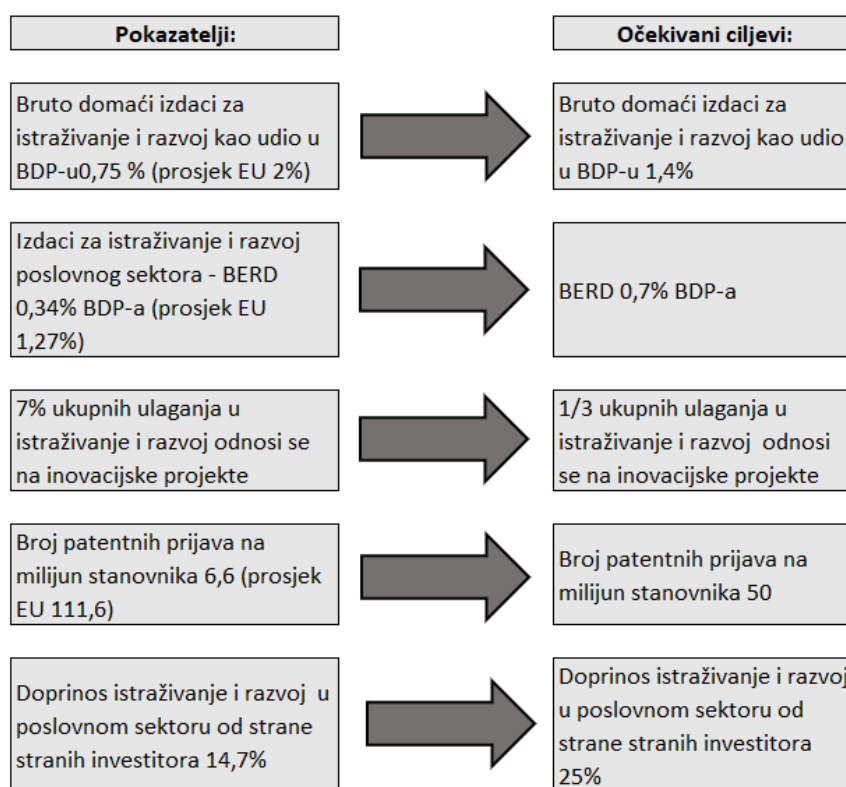 Pokazatelji:
Očekivani ciljevi:
Bruto domaći izdaci za
istraživanje i razvoj kao udio u
BDP-u0,75 % (prosjek EU 2%)
Bruto domaći izdaci za
istraživanje i razvoj kao udio
u BDP-u 1,4%
Izdaci za istraživanje i razvoj
poslovnog sektora - BERD
0,34% BDP-a (prosjek EU
1,27%)
BERD 0,7% BDP-a
7% ukupnih ulaganja u
istraživanje i razvoj odnosi se
na inovacijske projekte
1/3 ukupnih ulaganja u
istraživanje i razvoj  odnosi
se na inovacijske projekte
Broj patentnih prijava na
milijun stanovnika 6,6 (prosjek
EU 111,6)
Broj patentnih prijava na
milijun stanovnika 50
Doprinos istraživanje i razvoj  u
poslovnom sektoru od strane
stranih investitora 14,7%
Doprinos istraživanje i razvoj
u poslovnom sektoru od
strane stranih investitora
25%